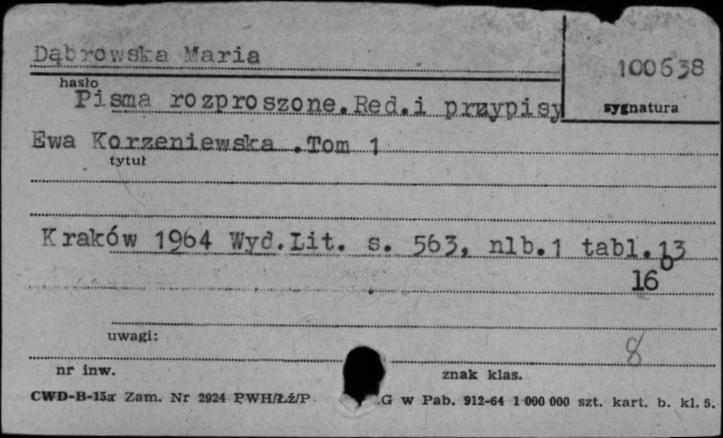 Dąbrowska Maria
100638
hasło
Pisma rozproszone.Red.i przypisy
sygnatura
Ewa Korzeniewska .Tom 1
tytuł
Kraków 1964 Wyd.Lit. s. 563, nlb.1 tabl.13
16°
uwagi:
8
nr inw.
znak klas.
CWD-B-15a Zam. Nr 2924 PWH/Łź/P G w Pab. 912-64 1 000 000 szt. kart. b. kl. 5.